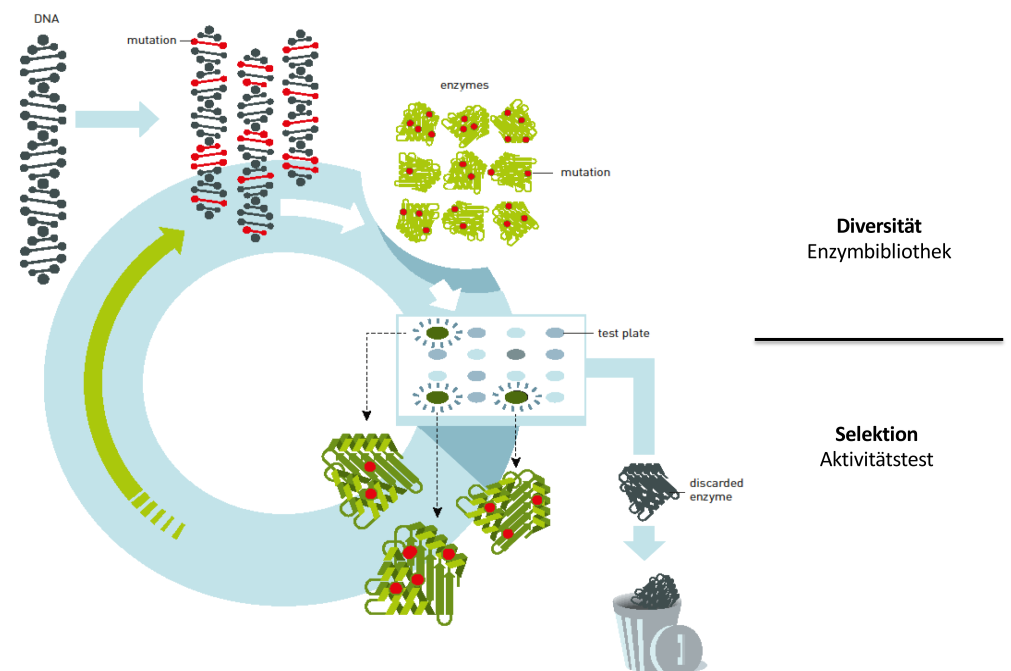 DNA
mutation
enzymes
mutation
Diversität
Enzymbibliothek
test plate
Selektion
Aktivitätstest
discarded
enzyme